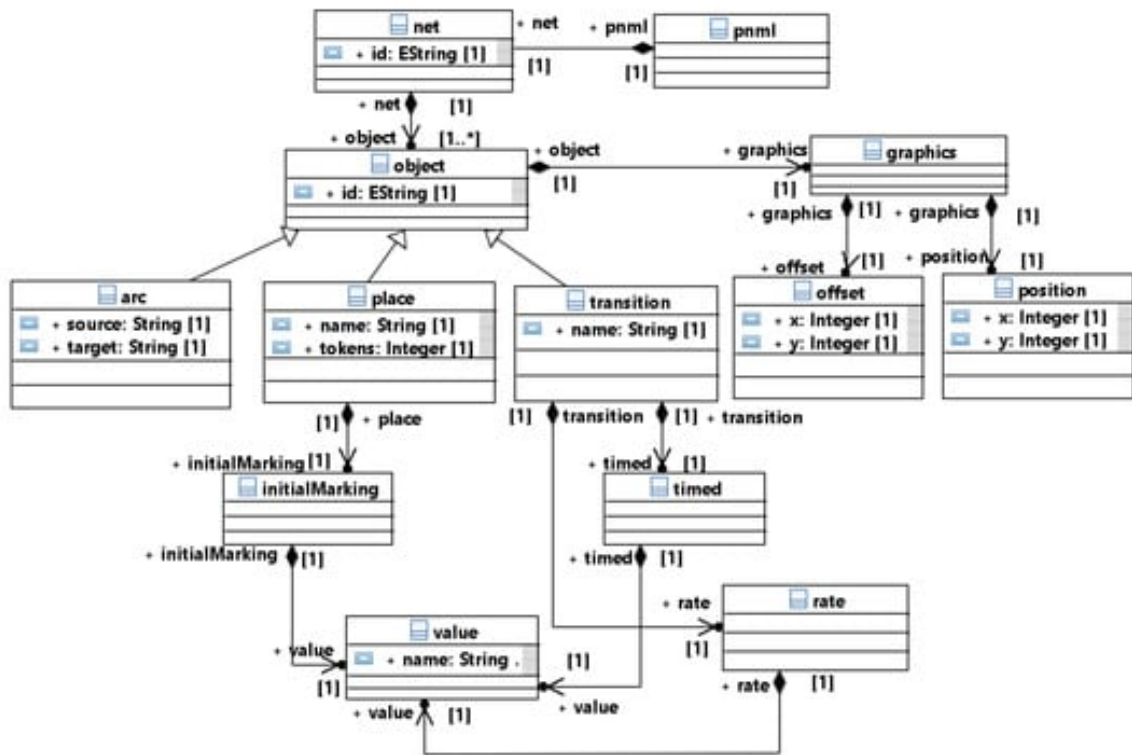 net
+ id: EString [1]
+ net
+ pnml
pnml
[1]
[1]
+ net
[1]
+ object
[1..*]
object
+ id: EString [1]
+ object
[1]
+ graphics
[1]
graphics
+ graphics
[1]
+ graphics
[1]
+ offset
[1]
+ position
[1]
arc
+ source: String [1]
+ target: String [1]
place
+ name: String [1]
+ tokens: Integer [1]
transition
+ name: String [1]
offset
+ x: Integer [1]
+ y: Integer [1]
position
+ x: Integer [1]
+ y: Integer [1]
[1]
+ place
[1]
transition
[1]
+ transition
+ initialMarking
[1]
+ timed
[1]
initialMarking
timed
+ initialMarking
[1]
+ timed
[1]
+ rate
[1]
rate
value
+ name: String .
+ value
[1]
[1]
+ value
+ value
[1]
+ rate
[1]